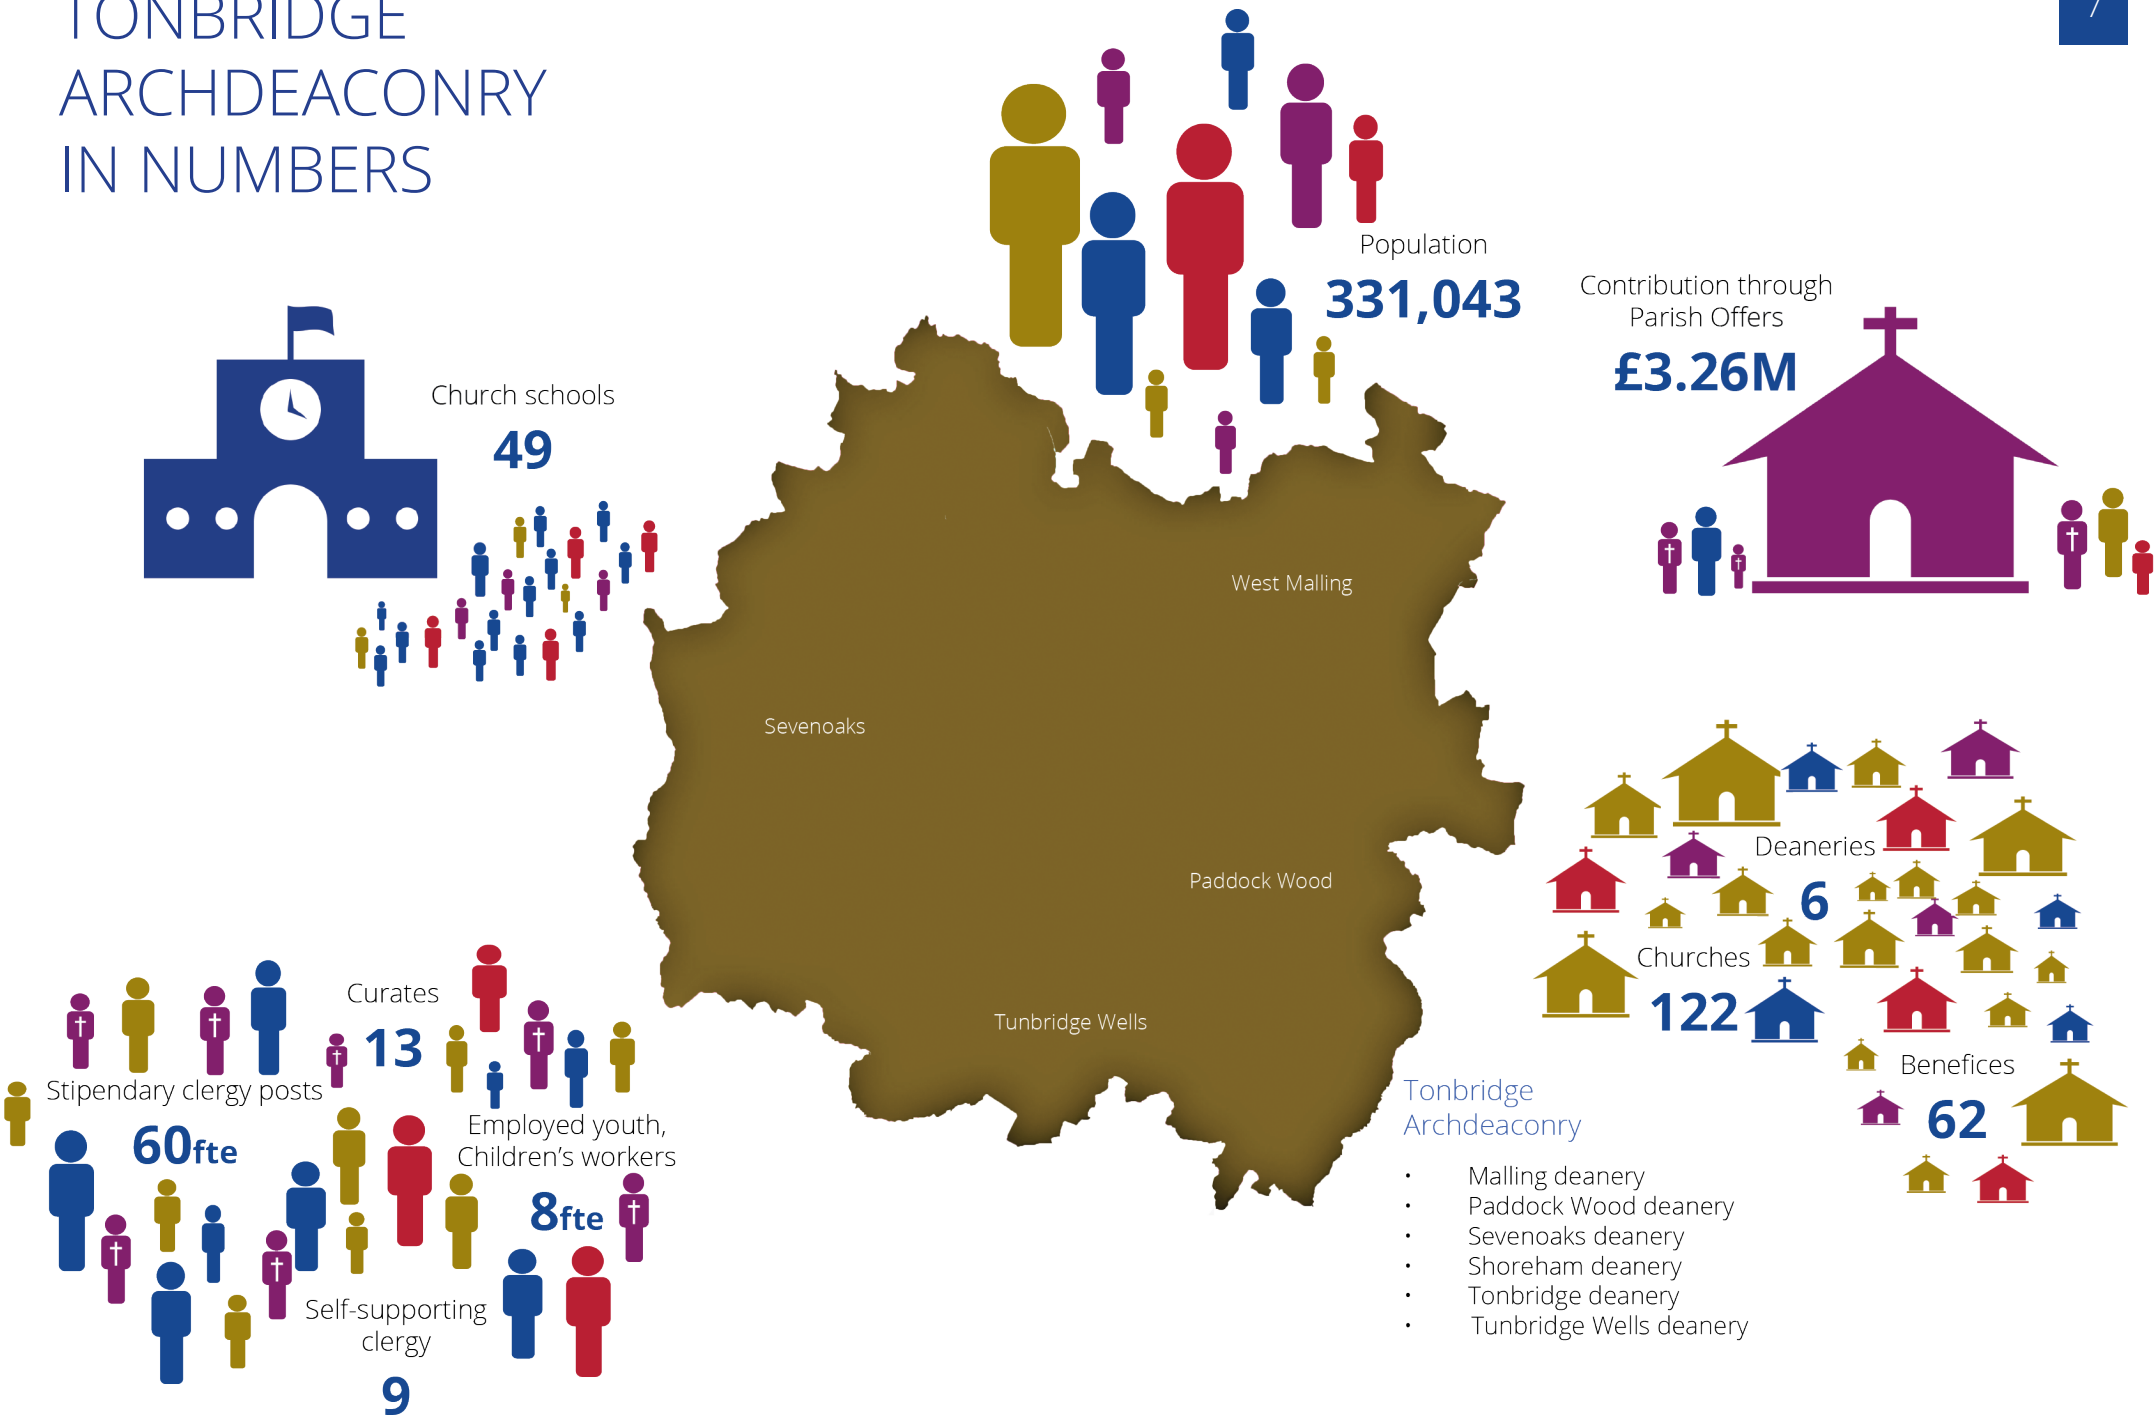 TONBRIDGE
ARCHDEACONRY
IN NUMBERS
7
Population
331,043
Contribution through
Parish Offers
£3.26M
Church schools
49
West Malling
Sevenoaks
Paddock Wood
Tunbridge Wells
Deaneries
6
Churches
122
Benefices
62
Curates
13
Stipendary clergy posts
60fte
Employed youth,
Children’s workers
8fte
Self-supporting
clergy
9
Tonbridge
Archdeaconry
• Malling deanery
• Paddock Wood deanery
• Sevenoaks deanery
• Shoreham deanery
• Tonbridge deanery
• Tunbridge Wells deanery